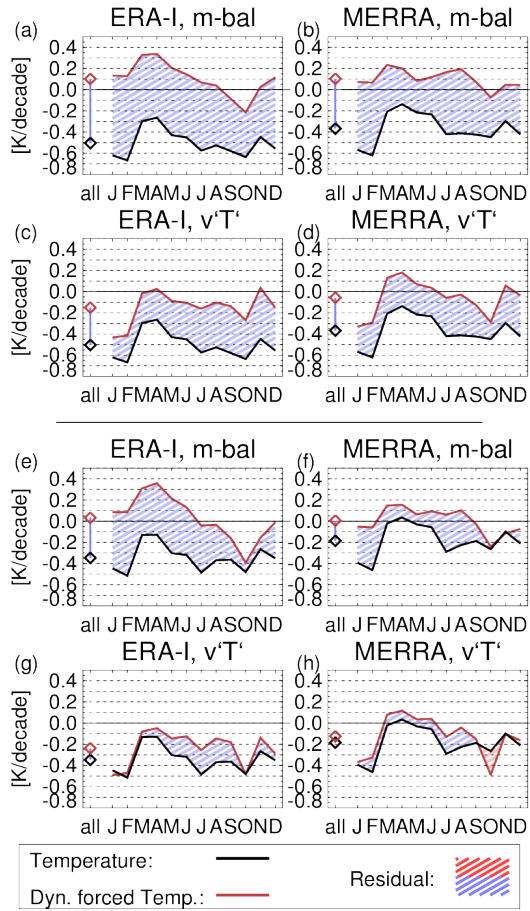 (a) ERA-I, m-bal
(b) MERRA, m-bal
[K/decade]
0.4
0.2
0.0
-0.2
-0.4
-0.6
-0.8
all J FMAMJ J ASOND
all J FMAMJ J ASOND
(c) ERA-I, v‘T‘
(d) MERRA, v‘T‘
[K/decade]
0.4
0.2
0.0
-0.2
-0.4
-0.6
-0.8
all J FMAMJ J ASOND
all J FMAMJ J ASOND
(e) ERA-I, m-bal
(f) MERRA, m-bal
[K/decade]
0.4
0.2
0.0
-0.2
-0.4
-0.6
-0.8
all J FMAMJ J ASOND
all J FMAMJ J ASOND
(g) ERA-I, v‘T‘
(h) MERRA, v‘T‘
[K/decade]
0.4
0.2
0.0
-0.2
-0.4
-0.6
-0.8
all J FMAMJ J ASOND
all J FMAMJ J ASOND
Temperature:
Dyn. forced Temp.:
Residual: